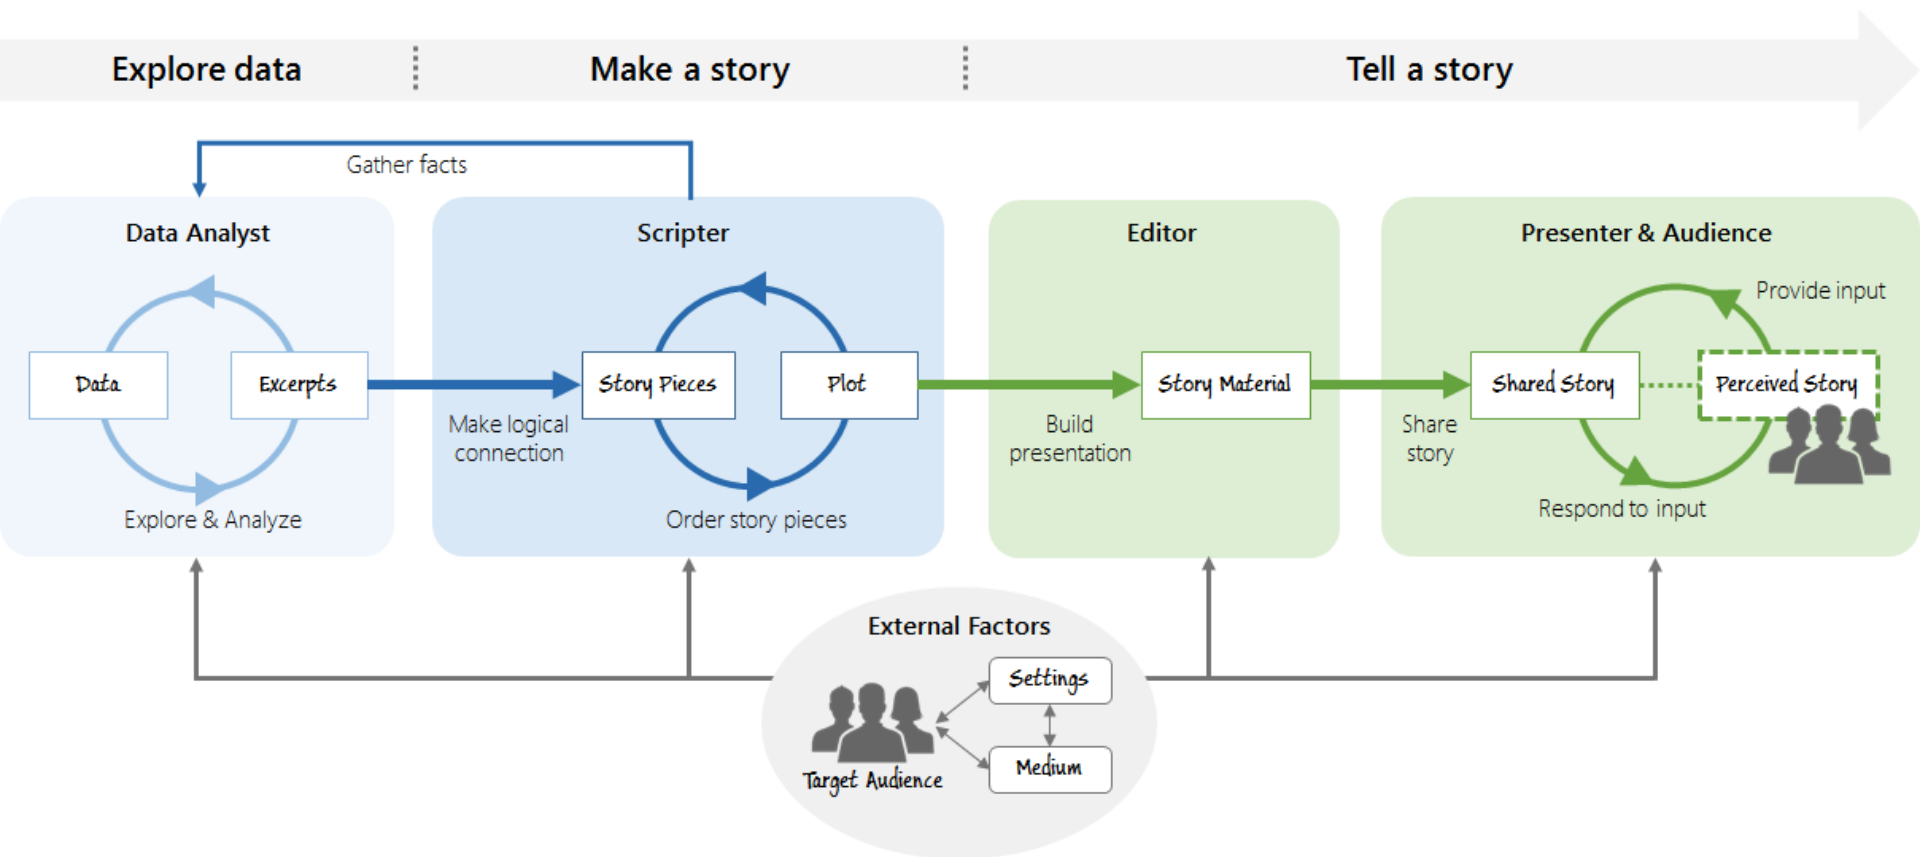 Explore data
Make a story
Tell a story
Gather facts
Data Analyst
Scripter
Editor
Presenter & Audience
Provide input
Data
Excerpts
Story Pieces
Plot
Story Material
Shared Story
Perceived Story
Make logical
connection
Build
presentation
Share
story
Explore & Analyze
Order story pieces
Respond to input
External Factors
Settings
Medium
Target Audience